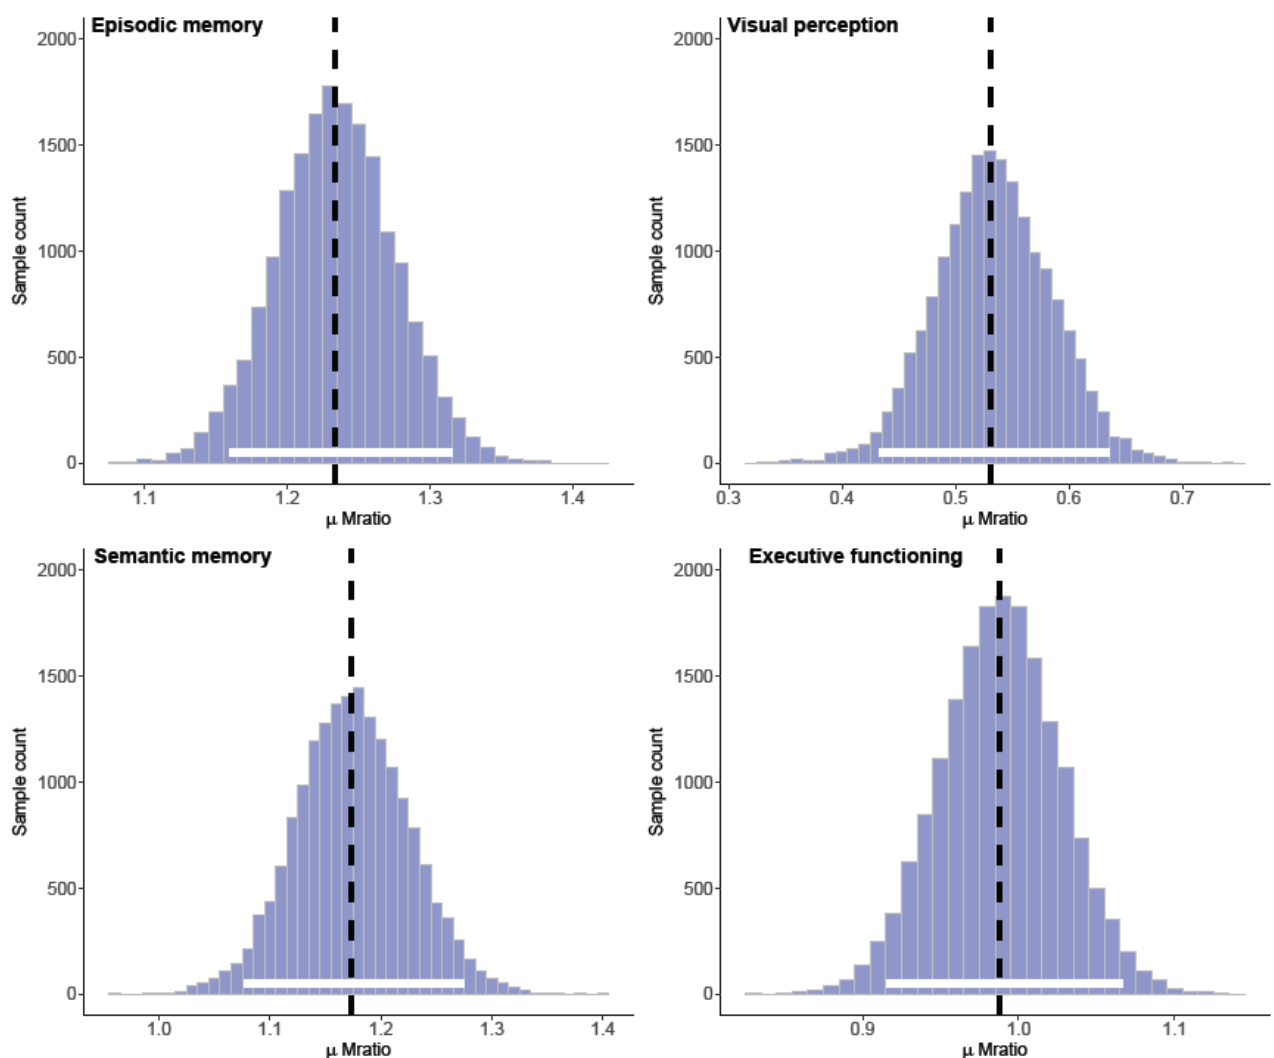 Episodic memory
2000
1500
1000
500
0
Sample count
1.1 1.2 1.3 1.4
μ Mratio
Visual perception
2000
1500
1000
500
0
Sample count
0.3 0.4 0.5 0.6 0.7
μ Mratio
Semantic memory
2000
1500
1000
500
0
Sample count
1.0 1.1 1.2 1.3 1.4
μ Mratio
Executive functioning
2000
1500
1000
500
0
Sample count
0.9 1.0 1.1
μ Mratio